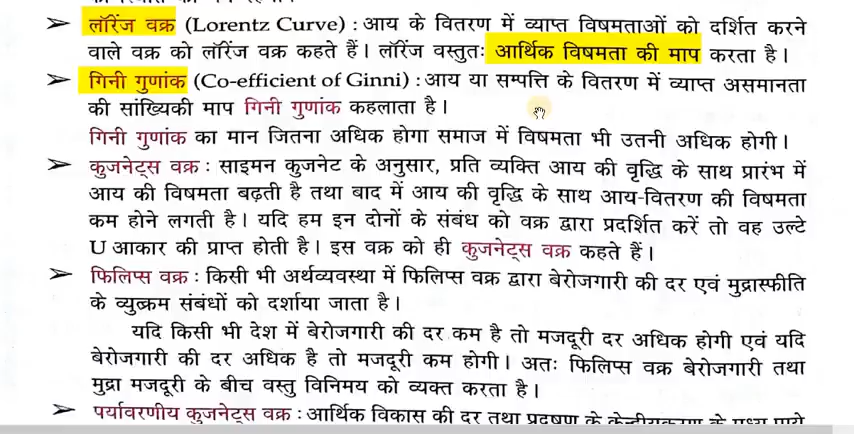 ➢ लॉरेंज वक्र (Lorentz Curve) : आय के वितरण में व्याप्त विषमताओं को दर्शित करने
वाले वक्र को लॉरेंज वक्र कहते हैं। लॉरेंज वस्तुतः आर्थिक विषमता की माप करता है।
➢ गिनी गुणांक (Co-efficient of Ginni) : आय या सम्पत्ति के वितरण में व्याप्त असमानता
की सांख्यिकी माप गिनी गुणांक कहलाता है।
गिनी गुणांक का मान जितना अधिक होगा समाज में विषमता भी उतनी अधिक होगी।
➢ कुजनेट्स वक्र : साइमन कुजनेट के अनुसार, प्रति व्यक्ति आय की वृद्धि के साथ प्रारंभ में
आय की विषमता बढ़ती है तथा बाद में आय की वृद्धि के साथ आय-वितरण की विषमता
कम होने लगती है। यदि हम इन दोनों के संबंध को वक्र द्वारा प्रदर्शित करें तो वह उल्टे
U आकार की प्राप्त होती है। इस वक्र को ही कुजनेट्स वक्र कहते हैं।
➢ फिलिप्स वक्र : किसी भी अर्थव्यवस्था में फिलिप्स वक्र द्वारा बेरोजगारी की दर एवं मुद्रास्फीति
के व्युत्क्रम संबंधों को दर्शाया जाता है।
यदि किसी भी देश में बेरोजगारी की दर कम है तो मजदूरी दर अधिक होगी एवं यदि
बेरोजगारी की दर अधिक है तो मजदूरी कम होगी। अतः फिलिप्स वक्र बेरोजगारी तथा
मुद्रा मजदूरी के बीच वस्तु विनिमय को व्यक्त करता है।
➢ पर्यावरणीय कुजनेट्स वक्र : आर्थिक विकास की दर तथा प्रदूषण के